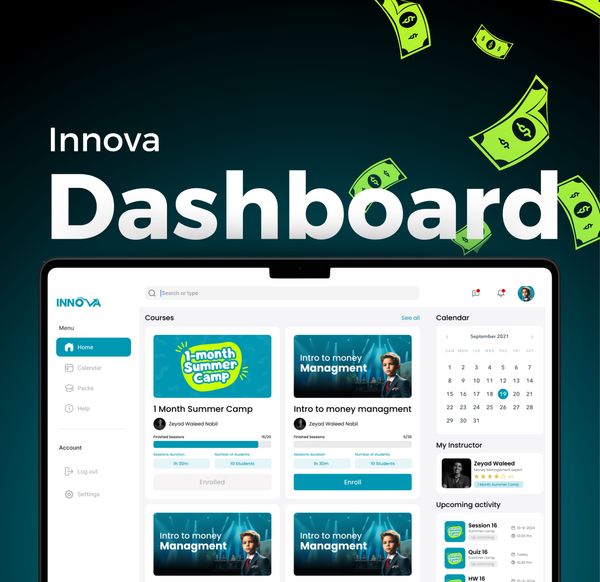 Innova
Dashboard
INNOVA
Search or type
Menu
Home
Calendar
Packs
Help
Account
Log out
Settings
Courses
See all
1-month
Summer
Camp
1 Month Summer Camp
Zeyad Waleed Nabil
Finished Sessions
15/20
Sessions duration
Number of students
1h 30m
10 Students
Enrolled
Intro to money
Managment
Intro to money managment
Zeyad Waleed Nabil
Finished Sessions
0/20
Sessions duration
Number of students
1h 30m
10 Students
Enroll
Intro to money
Managment
Intro to money
Managment
Calendar
September 2021
SAN MON TUE WED THU FRI SAT
1 2 3 4 5 6 7
8 9 10 11 12 13 14
15 16 17 18 19 20 21
22 23 24 25 26 27 28
29 30 31
My Instructor
Zeyad Waleed
Money Management expert
1 Month Summer Camp
Upcoming activity
Session 16
Summer camp
Upcoming
Quiz 16
Summer camp
Upcoming
Today
HW 16